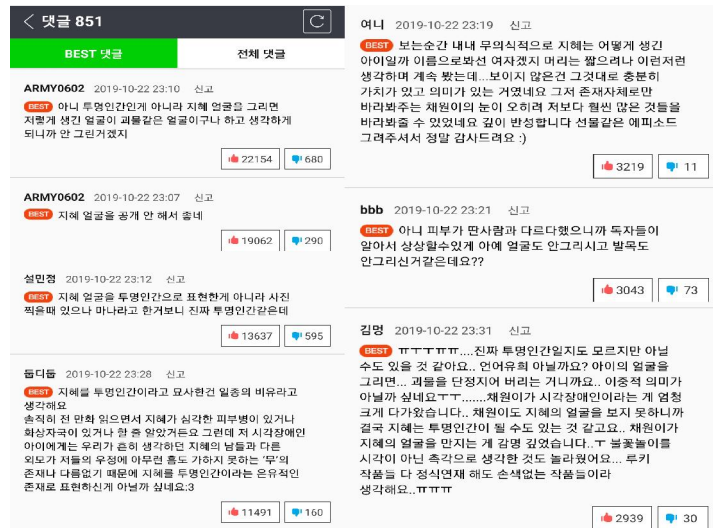 < 댓글 851
BEST 댓글 전체 댓글
ARMY0602 2019-10-22 23:10 신고
BEST 아니 투명인간인게 아니라 지혜 얼굴을 그리면
저렇게 생긴 얼굴이 괴물같은 얼굴이구나 하고 생각하게
되니까 안 그린거겠지
22154 680
ARMY0602 2019-10-22 23:07 신고
BEST 지혜 얼굴을 공개 안 해서 좋네
19062 290
설민정 2019-10-22 23:12 신고
BEST 지혜 얼굴을 투명인간으로 표현한게 아니라 사진
찍을때 있으나 마나라고 한거보니 진짜 투명인간같은데
13637 595
둡디둡 2019-10-22 23:28 신고
BEST 지혜를 투명인간이라고 묘사한건 일종의 비유라고
생각해요
솔직히 전 만화 읽으면서 지혜가 심각한 피부병이 있거나
화상자국이 있거나 할 줄 알았거든요 그런데 저 시각장애인
아이에게는 우리가 흔히 생각하던 지혜의 남들과 다른
외모가 저들의 우정에 아무런 흠도 가하지 못하는 '무'의
존재나 다름없기 때문에 지혜를 투명인간이라는 은유적인
존재로 표현하신게 아닐까 싶네요:3
11491 160
여니 2019-10-22 23:19 신고
BEST 보는순간 내내 무의식적으로 지혜는 어떻게 생긴
아이일까 이름으로봐선 여자겠지 머리는 짧으려나 이런저런
생각하며 계속 봤는데...보이지 않은건 그것대로 충분히
가치가 있고 의미가 있는 거였네요 그저 존재자체로만
바라봐주는 채원이의 눈이 오히려 저보다 훨씬 많은 것들을
바라봐줄 수 있었네요 깊이 반성합니다 선물같은 에피소드
그려주셔서 정말 감사드려요 :)
3219 11
bbb 2019-10-22 23:21 신고
BEST 아니 피부가 딴사람과 다르다했으니까 독자들이
알아서 상상할수있게 아예 얼굴도 안그리시고 발목도
안그리신거같은데요??
3043 73
김명 2019-10-22 23:31 신고
BEST ㅠㅜㅜㅠㅠ....진짜 투명인간일지도 모르지만 아닐
수도 있을 것 같아요.. 언어유희 아닐까요? 아이의 얼굴을
그리면... 괴물을 단정지어 버리는 거니까요.. 이중적 의미가
아닐까 싶네요ㅜㅜ.......채원이가 시각장애인이라는 게 엄청
크게 다가왔습니다.. 채원이도 지혜의 얼굴을 보지 못하니까
결국 지혜는 투명인간이 될 수도 있는 것 같고요.. 채원이가
지혜의 얼굴을 만지는 게 감명 깊었습니다..ㅜ 불꽃놀이를
시각이 아닌 촉각으로 생각한 것도 놀라웠어요... 루키
작품들 다 정식연재 해도 손색없는 작품들이라
생각해요..ㅠㅠㅠ
2939 30